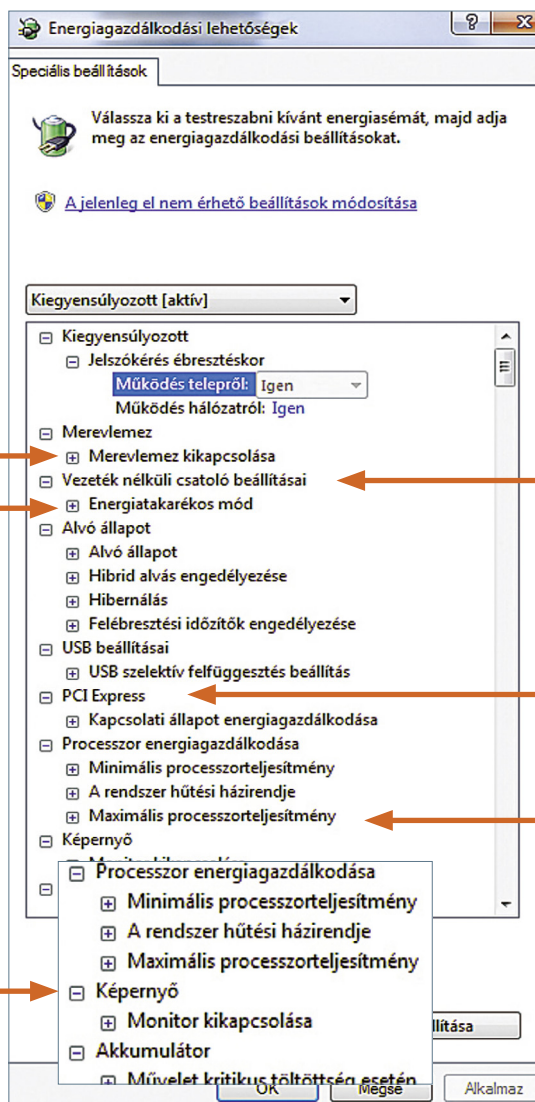 Energiagazdálkodási lehetőségek
Speciális beállítások
Válassza ki a testreszabni kívánt energiasémát, majd adja
meg az energiagazdálkodási beállításokat.
A jelenleg el nem érhető beállítások módosítása
Kiegyensúlyozott [aktív]
Kiegyensúlyozott
Jelszókérés ébresztéskor
Működés telepről: Igen
Működés hálózatról: Igen
Merevlemez
Merevlemez kikapcsolása
Vezeték nélküli csatoló beállításai
Energiatakarékos mód
Alvó állapot
Alvó állapot
Hibrid alvás engedélyezése
Hibernálás
Felébresztési időzítők engedélyezése
USB beállításai
USB szelektív felfüggesztés beállítás
PCI Express
Kapcsolati állapot energiagazdálkodása
Processzor energiagazdálkodása
Minimális processzorteljesítmény
A rendszer hűtési házirendje
Maximális processzorteljesítmény
Képernyő
Processzor energiagazdálkodása
Minimális processzorteljesítmény
A rendszer hűtési házirendje
Maximális processzorteljesítmény
Képernyő
Monitor kikapcsolása
Akkumulátor
Művelet kritikus töltöttség esetén
llítása
OK Mégse Alkalmaz